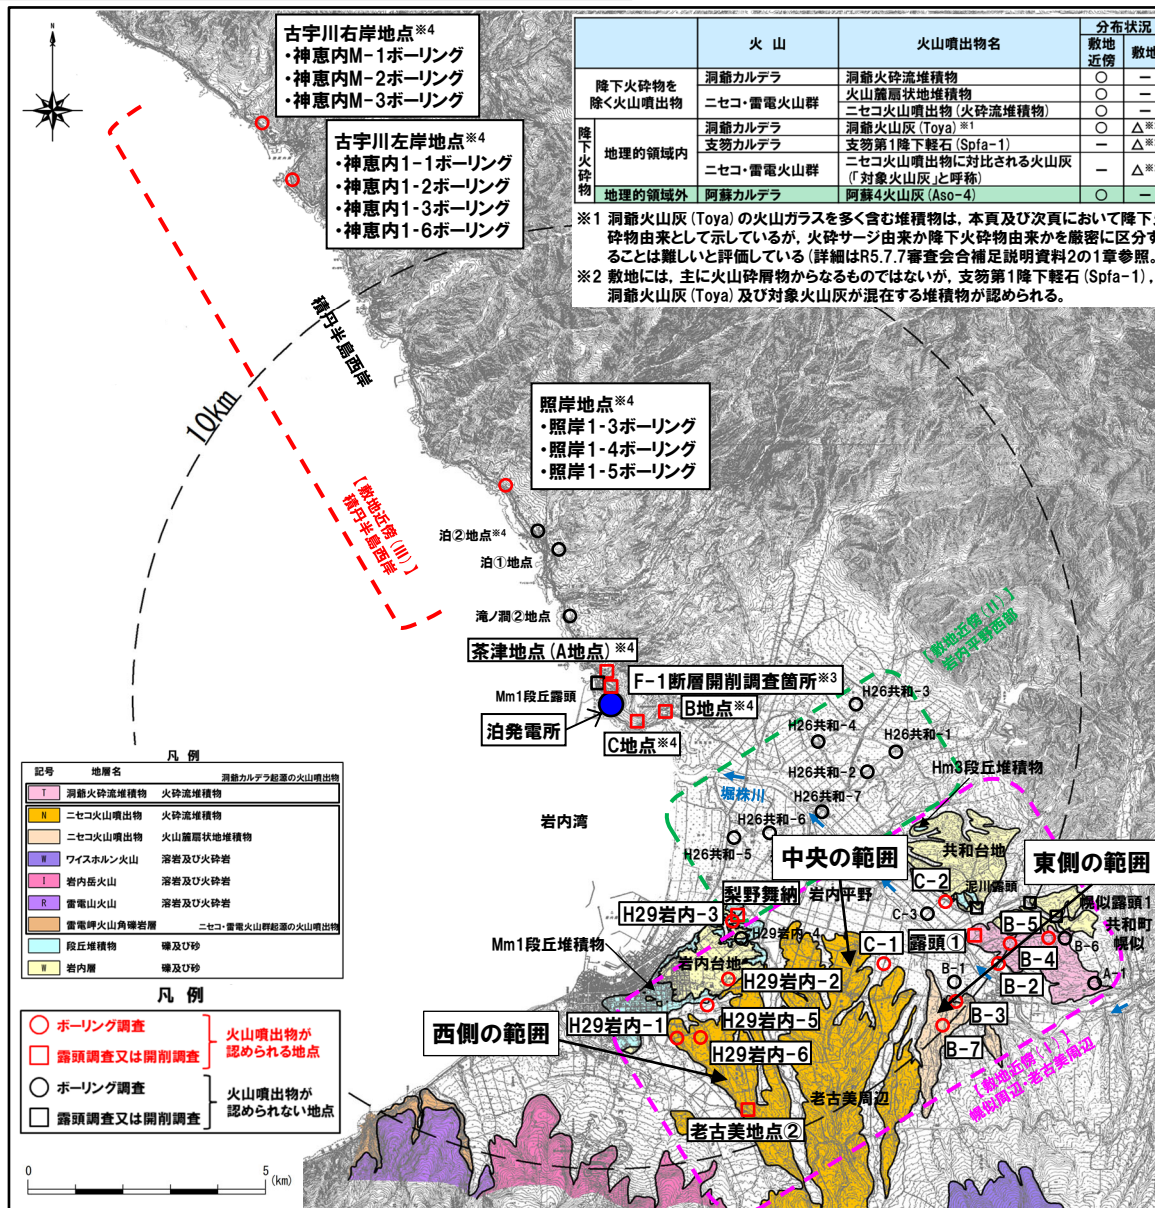 古宇川右岸地点※4
・神恵内M-1ボーリング
・神恵内M-2ボーリング
・神恵内M-3ボーリング
古宇川左岸地点※4
・神恵内1-1ボーリング
・神恵内1-2ボーリング
・神恵内1-3ボーリング
・神恵内1-6ボーリング
火山 火山噴出物名 分布状況
敷地近傍 敷地
降下火砕物を除く火山噴出物 洞爺カルデラ 洞爺火砕流堆積物 ○ －
ニセコ・雷電火山群 火山麓扇状地堆積物 ○ －
ニセコ火山噴出物（火砕流堆積物） ○ －
降下火砕物 地理的領域内 洞爺カルデラ 洞爺火山灰（Toya）※1 ○ △※
支笏カルデラ 支笏第1降下軽石（Spfa-1） － △※
ニセコ・雷電火山群 ニセコ火山噴出物に対比される火山灰
（「対象火山灰」と呼称） － △※
地理的領域外 阿蘇カルデラ 阿蘇4火山灰（Aso-4） ○ －
※1 洞爺火山灰（Toya）の火山ガラスを多く含む堆積物は，本頁及び次頁において降下
砕物由来として示しているが，火砕サージ由来か降下火砕物由来かを厳密に区分す
ることは難しいと評価している（詳細はR5.7.7審査会合補足説明資料2の1章参照。
※2 敷地には，主に火山砕屑物からなるものではないが，支笏第1降下軽石（Spfa-1），
洞爺火山灰（Toya）及び対象火山灰が混在する堆積物が認められる。
積丹半島西岸
10km
【敷地近傍（Ⅲ）】
積丹半島西岸
照岸地点※4
・照岸1-3ボーリング
・照岸1-4ボーリング
・照岸1-5ボーリング
泊②地点※4
泊①地点
滝ノ澗②地点
茶津地点（A地点）※4
F-1断層開削調査箇所※3
Mm1段丘露頭
B地点※4
泊発電所
C地点※4
【敷地近傍（Ⅱ）】
岩内平野西部
H26共和-3
H26共和-4
H26共和-1
H26共和-2
Hm3段丘堆積物
堀株川
H26共和-7
H26共和-6
H26共和-5
岩内湾
中央の範囲
共和台地
東側の範囲
梨野舞納
岩内平野
C-2
泥川露頭
H29岩内-3
H29岩内-4
C-3
幌似露頭1
B-5
共和町
幌似
Mm1段丘堆積物
C-1
露頭①
B-6
岩内台地
B-4
H29岩内-2
B-1
B-2
A-1
H29岩内-1
H29岩内-5
B-3
西側の範囲
H29岩内-6
B-7
【敷地近傍（Ⅰ）】
幌似周辺・老古美周辺
老古美周辺
老古美地点②
凡例
記号 地層名 洞爺カルデラ起源の火山噴出物
T 洞爺火砕流堆積物 火砕流堆積物
N ニセコ火山噴出物 火砕流堆積物
ニセコ火山噴出物 火山麓扇状地堆積物
W ワイスホルン火山 溶岩及び火砕岩
I 岩内岳火山 溶岩及び火砕岩
R 雷電山火山 溶岩及び火砕岩
雷電岬火山角礫岩層 ニセコ・雷電火山群起源の火山噴出物
段丘堆積物 礫及び砂
W 岩内層 礫及び砂
凡例
ボーリング調査
露頭調査又は開削調査
火山噴出物が
認められる地点
ボーリング調査
露頭調査又は開削調査
火山噴出物が
認められない地点
0 5
(km)